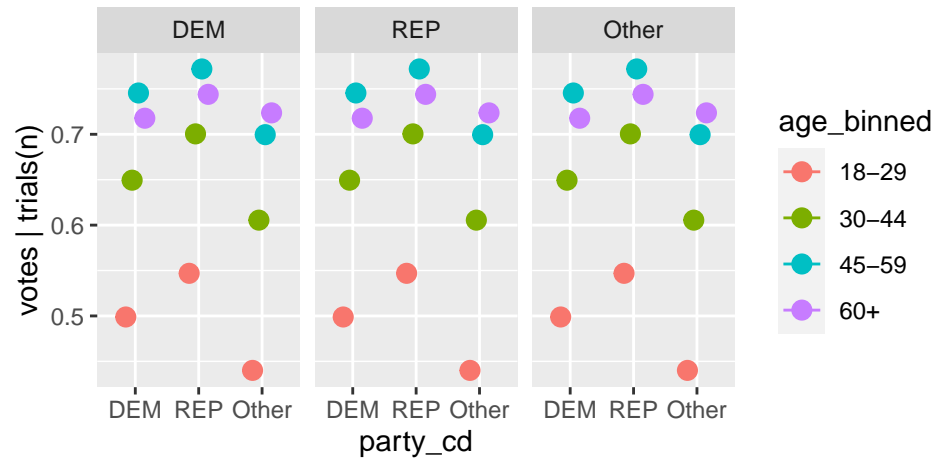 DEM REP Other
votes | trials(n)
0.7
0.6
0.5
DEM REP Other DEM REP Other DEM REP Other
party_cd
age_binned
18−29
30−44
45−59
60+